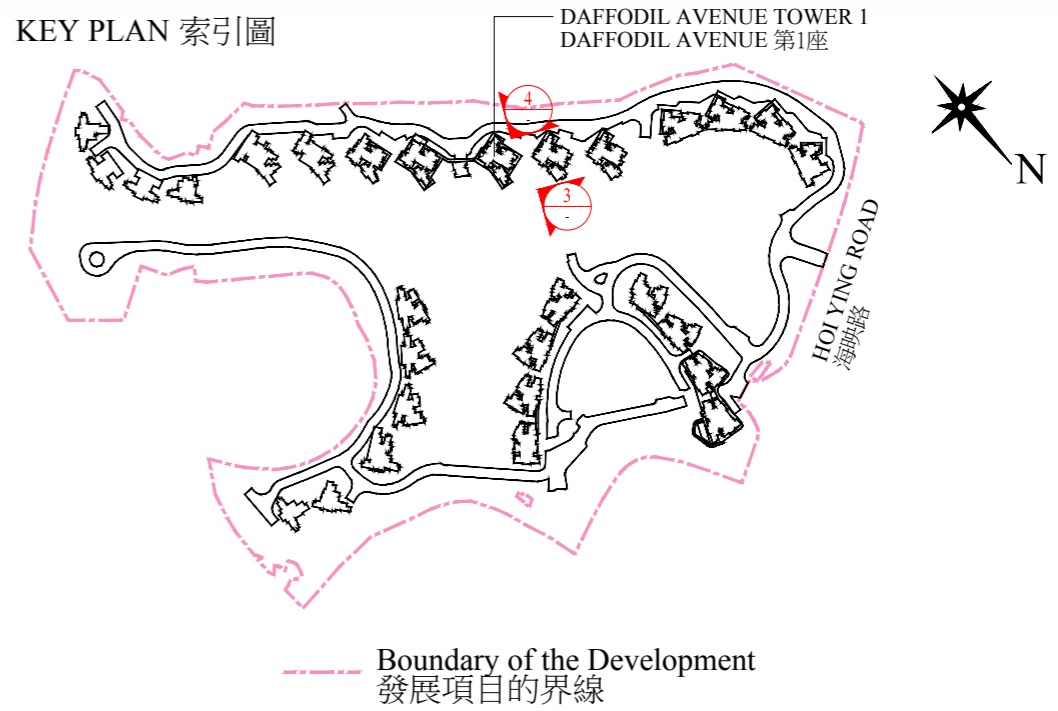 KEY PLAN 索引圖
DAFFODIL AVENUE TOWER 1
DAFFODIL AVENUE 第1座
4
-
N
3
-
HOI YING ROAD
海映路
Boundary of the Development
發展項目的界線